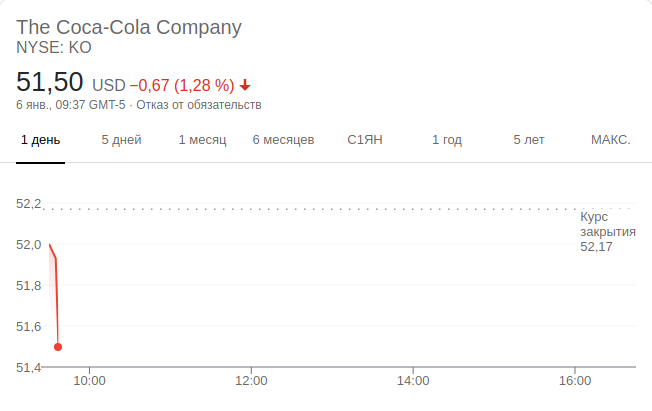 The Coca-Cola Company
NYSE: KO
51,50 USD −0,67 (1,28 %)
6 янв., 09:37 GMT-5 · Отказ от обязательств
1 день 5 дней 1 месяц 6 месяцев С1ЯН 1 год 5 лет МАКС.
52,2
Курс
закрытия
52,17
52,0
51,8
51,6
51,4
10:00 12:00 14:00 16:00